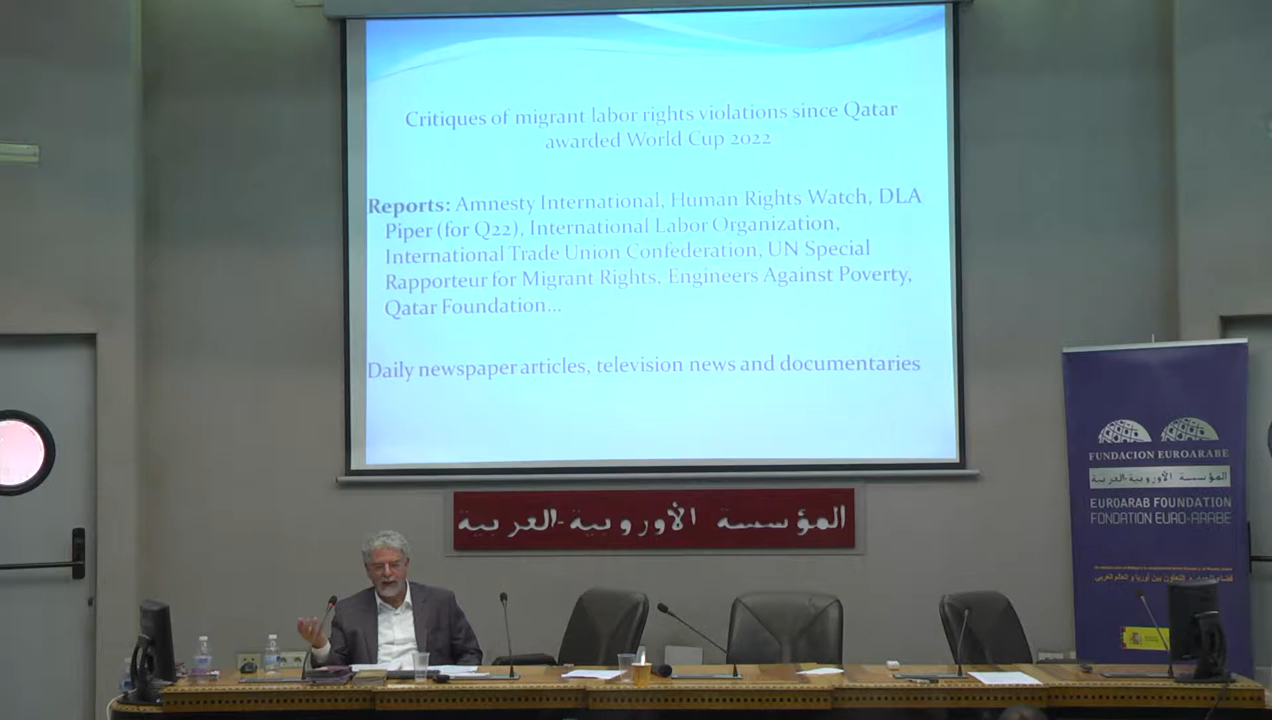 Critiques of migrant labor rights violations since Qatar
awarded World Cup 2022
Reports: Amnesty International, Human Rights Watch, DLA
Piper (for Q22), International Labor Organization,
International Trade Union Confederation, UN Special
Rapporteur for Migrant Rights, Engineers Against Poverty,
Qatar Foundation...
Daily newspaper articles, television news and documentaries
المؤسسة الأوروبية-العربية
FUNDACION EUROARABE
المؤسسة الأوروبية-العربية
EUROARAB FOUNDATION
FONDATION EURO-ARABE